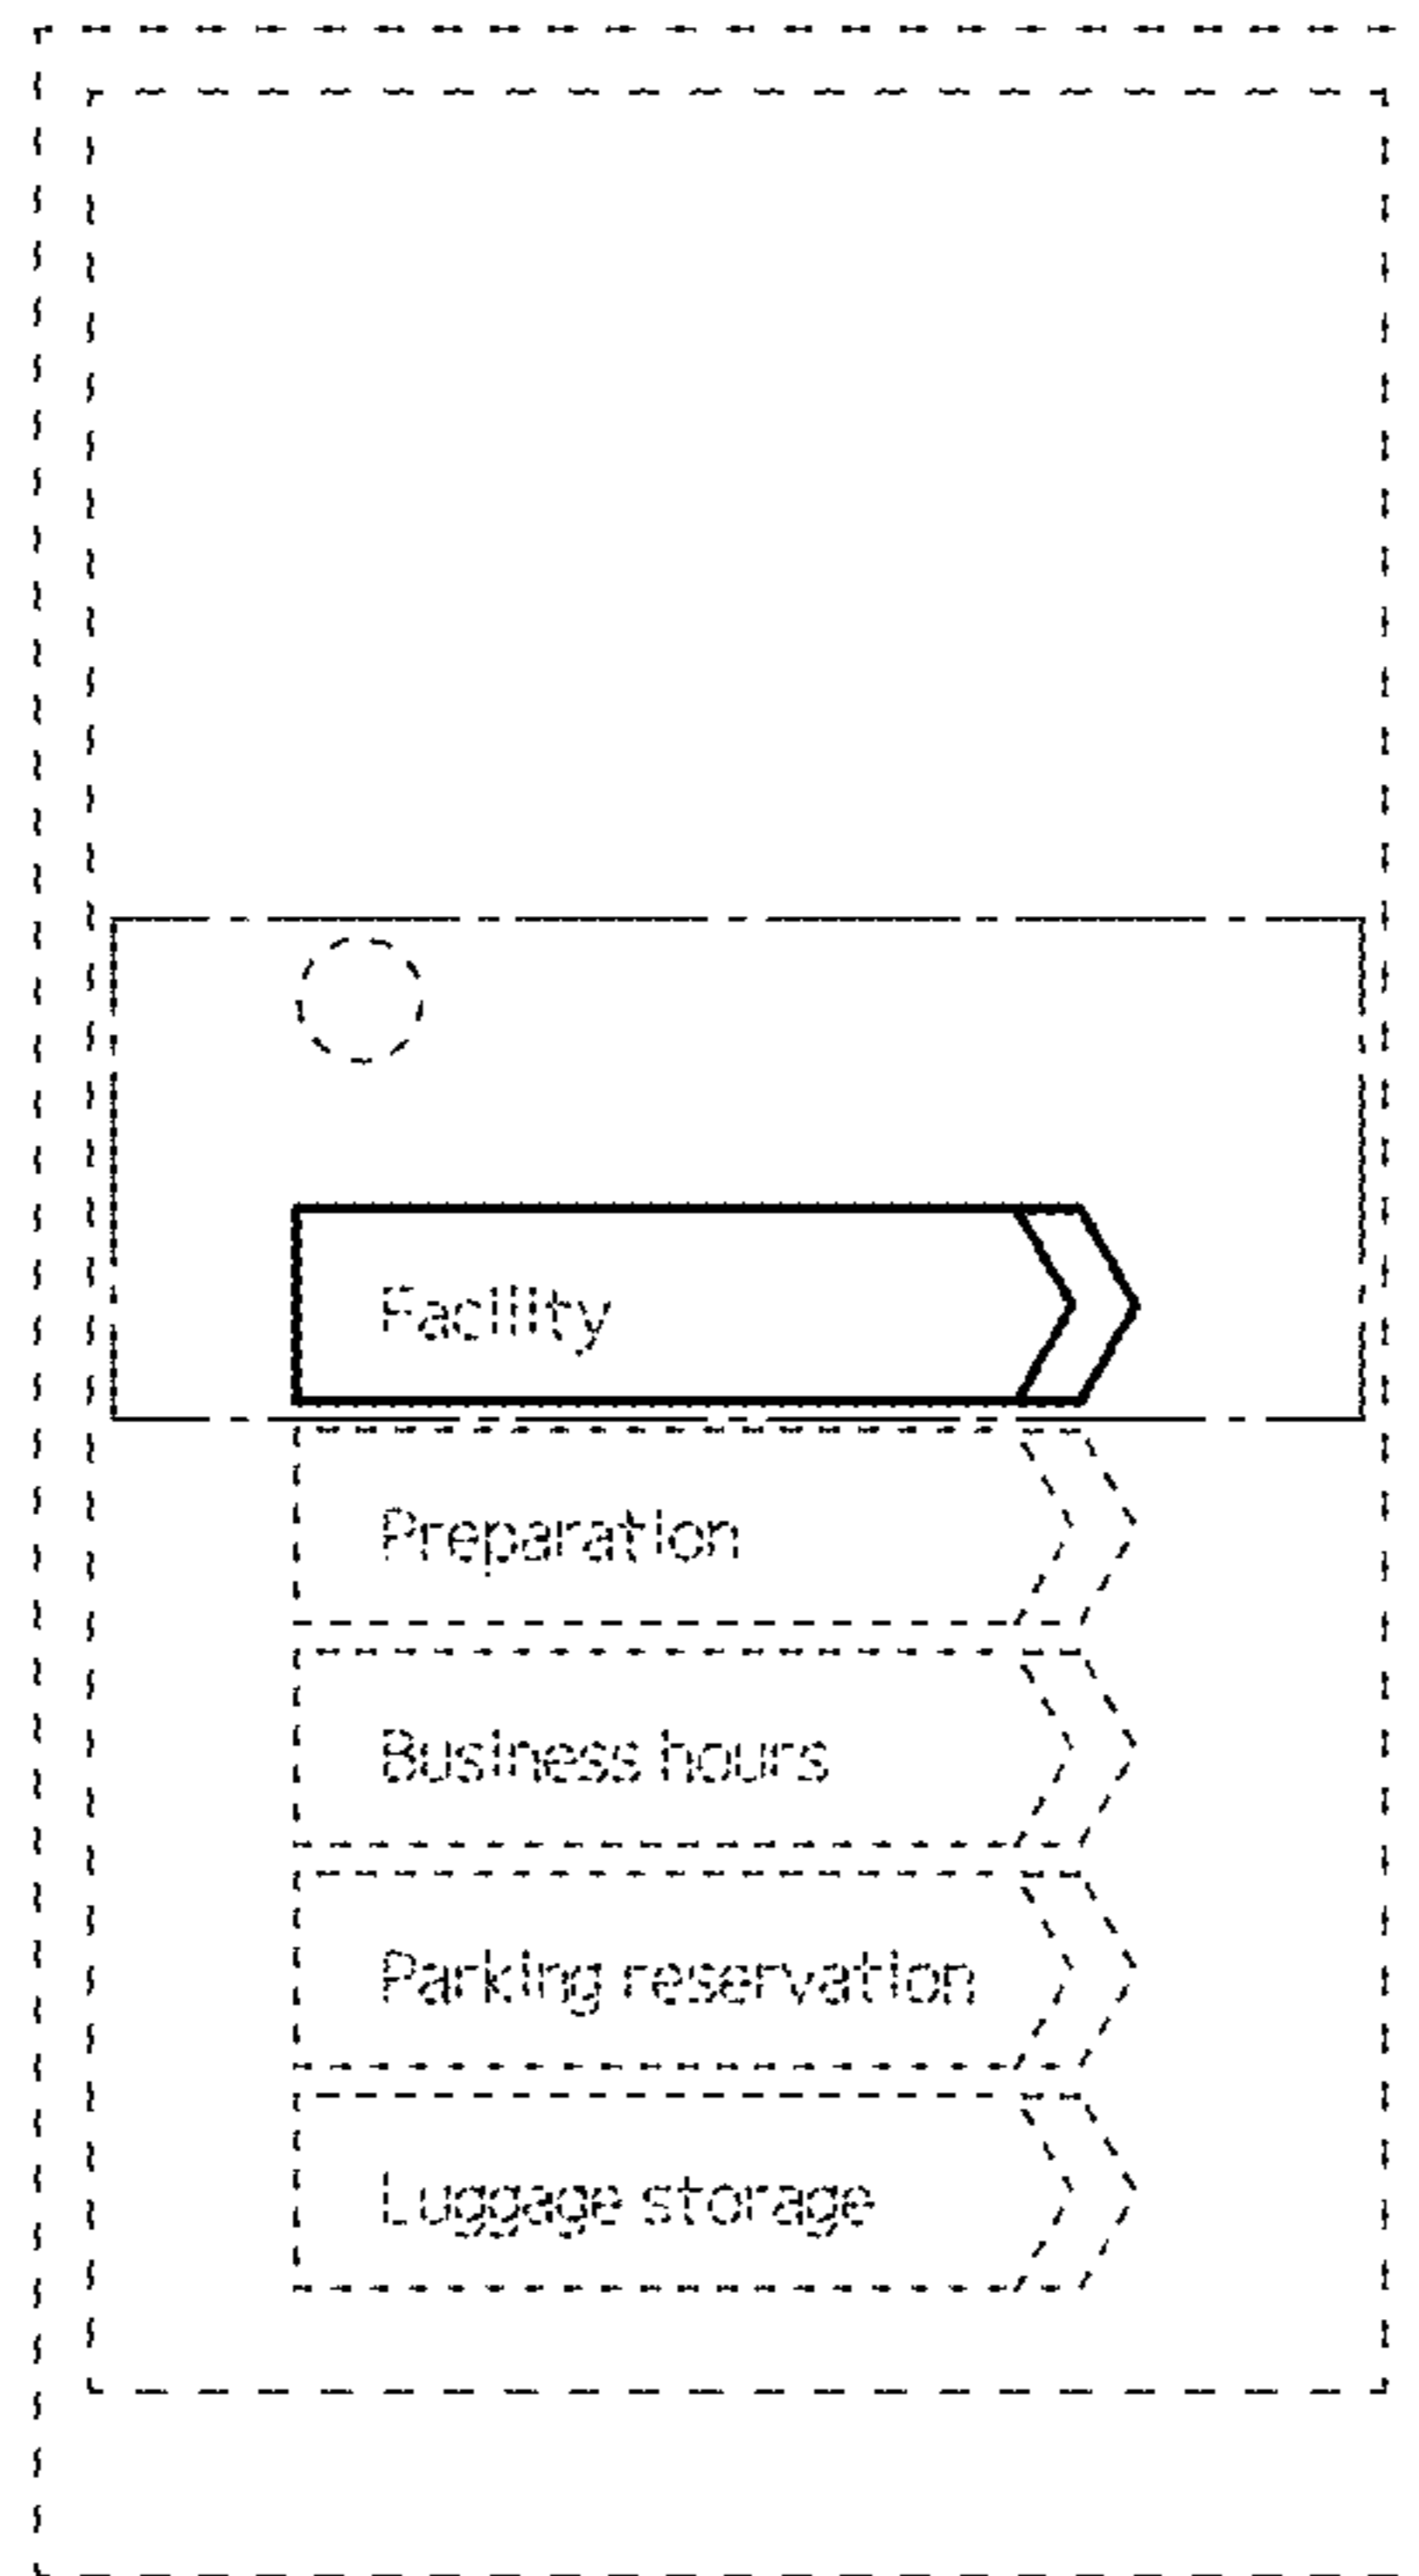 Facility
Preparation
Business hours
Parking reservation
Luggage storage